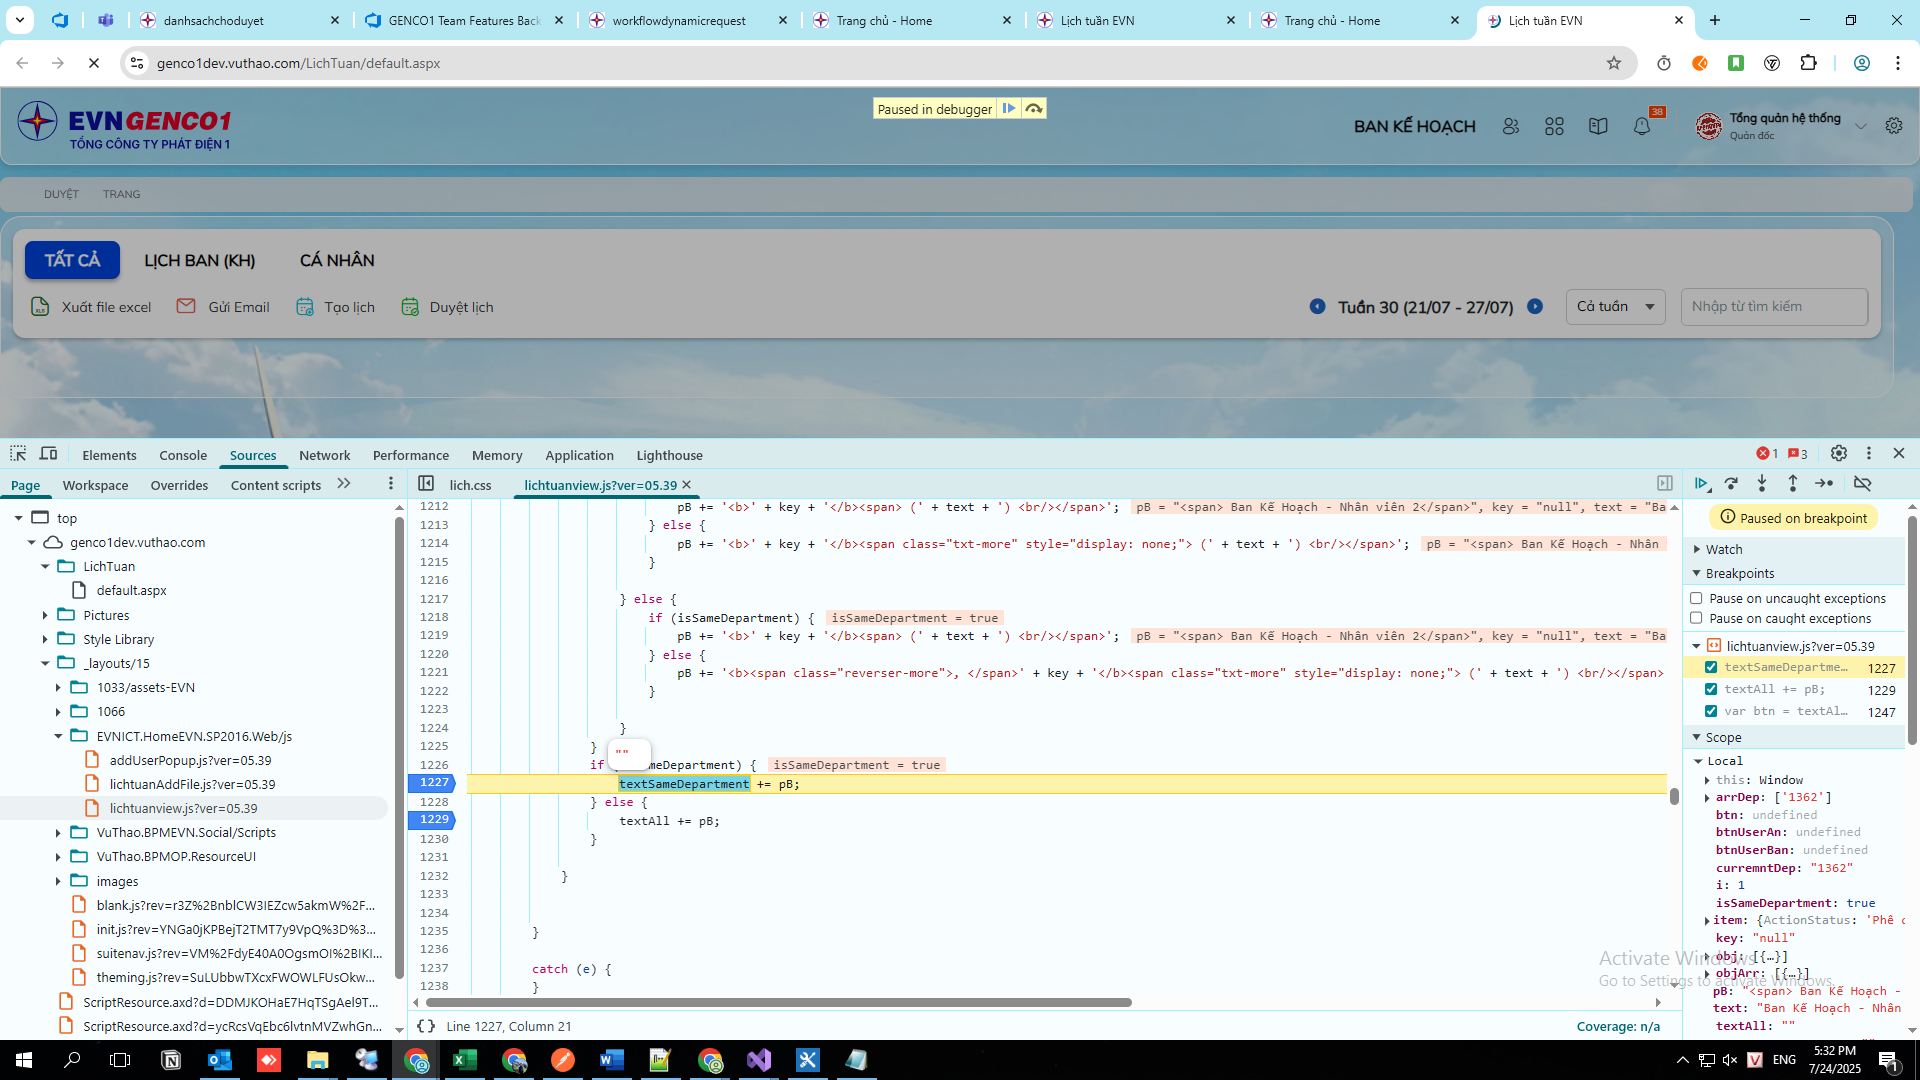 danhsachchoduyet
GENCO1 Team Features Back
workflowdynamicrequest
Trang chủ - Home
Lịch tuần EVN
Trang chủ - Home
Lịch tuần EVN
genco1dev.vuthao.com/LichTuan/default.aspx
EVNGENCO1
TỔNG CÔNG TY PHÁT ĐIỆN 1
Paused in debugger
BAN KẾ HOẠCH
38
Tổng quản hệ thống
Quản đốc
DUYỆT
TRANG
TẤT CẢ
LỊCH BAN (KH)
CÁ NHÂN
Xuất file excel
Gửi Email
Tạo lịch
Duyệt lịch
Tuần 30 (21/07 - 27/07)
Cả tuần
Nhập từ tìm kiếm
Elements
Console
Sources
Network
Performance
Memory
Application
Lighthouse
1
3
Page
Workspace
Overrides
Content scripts
lich.css
lichtuanview.js?ver=05.39
top
genco1dev.vuthao.com
LichTuan
default.aspx
Pictures
Style Library
_layouts/15
1033/assets-EVN
1066
EVNICT.HomeEVN.SP2016.Web/js
addUserPopup.js?ver=05.39
lichtuanAddFile.js?ver=05.39
lichtuanview.js?ver=05.39
VuThao.BPMEVN.Social/Scripts
VuThao.BPMOP.ResourceUI
images
blank.js?rev=r3Z%2BnblCW3IEZcw5akmW%2F...
init.js?rev=YNGa0jKPBejT2TMT7y9VpQ%3D%3...
suitenav.js?rev=VM%2FdyE40A0OgsmOI%2BIKI...
theming.js?rev=SuLUbbwTXcxFWOWLFUsOkw...
ScriptResource.axd?d=DDMJKOHaE7HqTSgAel9T...
ScriptResource.axd?d=ycRcsVqEbc6lvtnMVZwhGn...
1212 pB += '<b>' + key + '</b><span> (' + text + ') <br/></span>'; pB = "<span> Ban Kế Hoạch - Nhân viên 2</span>", key = "null", text = "Ba
1213 } else {
1214 pB += '<b>' + key + '</b><span class="txt-more" style="display: none;"> (' + text + ') <br/></span>'; pB = "<span> Ban Kế Hoạch - Nhân
1215 }
1216
1217 } else {
1218 if (isSameDepartment) { isSameDepartment = true
1219 pB += '<b>' + key + '</b><span> (' + text + ') <br/></span>'; pB = "<span> Ban Kế Hoạch - Nhân viên 2</span>", key = "null", text = "Ba
1220 } else {
1221 pB += '<b><span class="reverser-more">, </span>' + key + '</b><span class="txt-more" style="display: none;"> (' + text + ') <br/></span>
1222 }
1223
1224 }
1225 }
""
1226 if meDepartment) { isSameDepartment = true
1227 textSameDepartment += pB;
1228 } else {
1229 textAll += pB;
1230 }
1231
1232 }
1233
1234
1235 }
1236
1237 catch (e) {
1238 }
{} Line 1227, Column 21
Coverage: n/a
Paused on breakpoint
Watch
Breakpoints
Pause on uncaught exceptions
Pause on caught exceptions
lichtuanview.js?ver=05.39
textSameDepartme... 1227
textAll += pB; 1229
var btn = textAl... 1247
Scope
Local
this: Window
arrDep: ['1362']
btn: undefined
btnUserAn: undefined
btnUserBan: undefined
curremntDep: "1362"
i: 1
isSameDepartment: true
item: {ActionStatus: 'Phê
key: "null"
obj: [{…}]
objArr: [{…}]
pB: "<span> Ban Kế Hoạch -
text: "Ban Kế Hoạch - Nhân
textAll: ""
Activate Windows
Go to Settings to activate Windows.
ENG
5:32 PM
7/24/2025
1